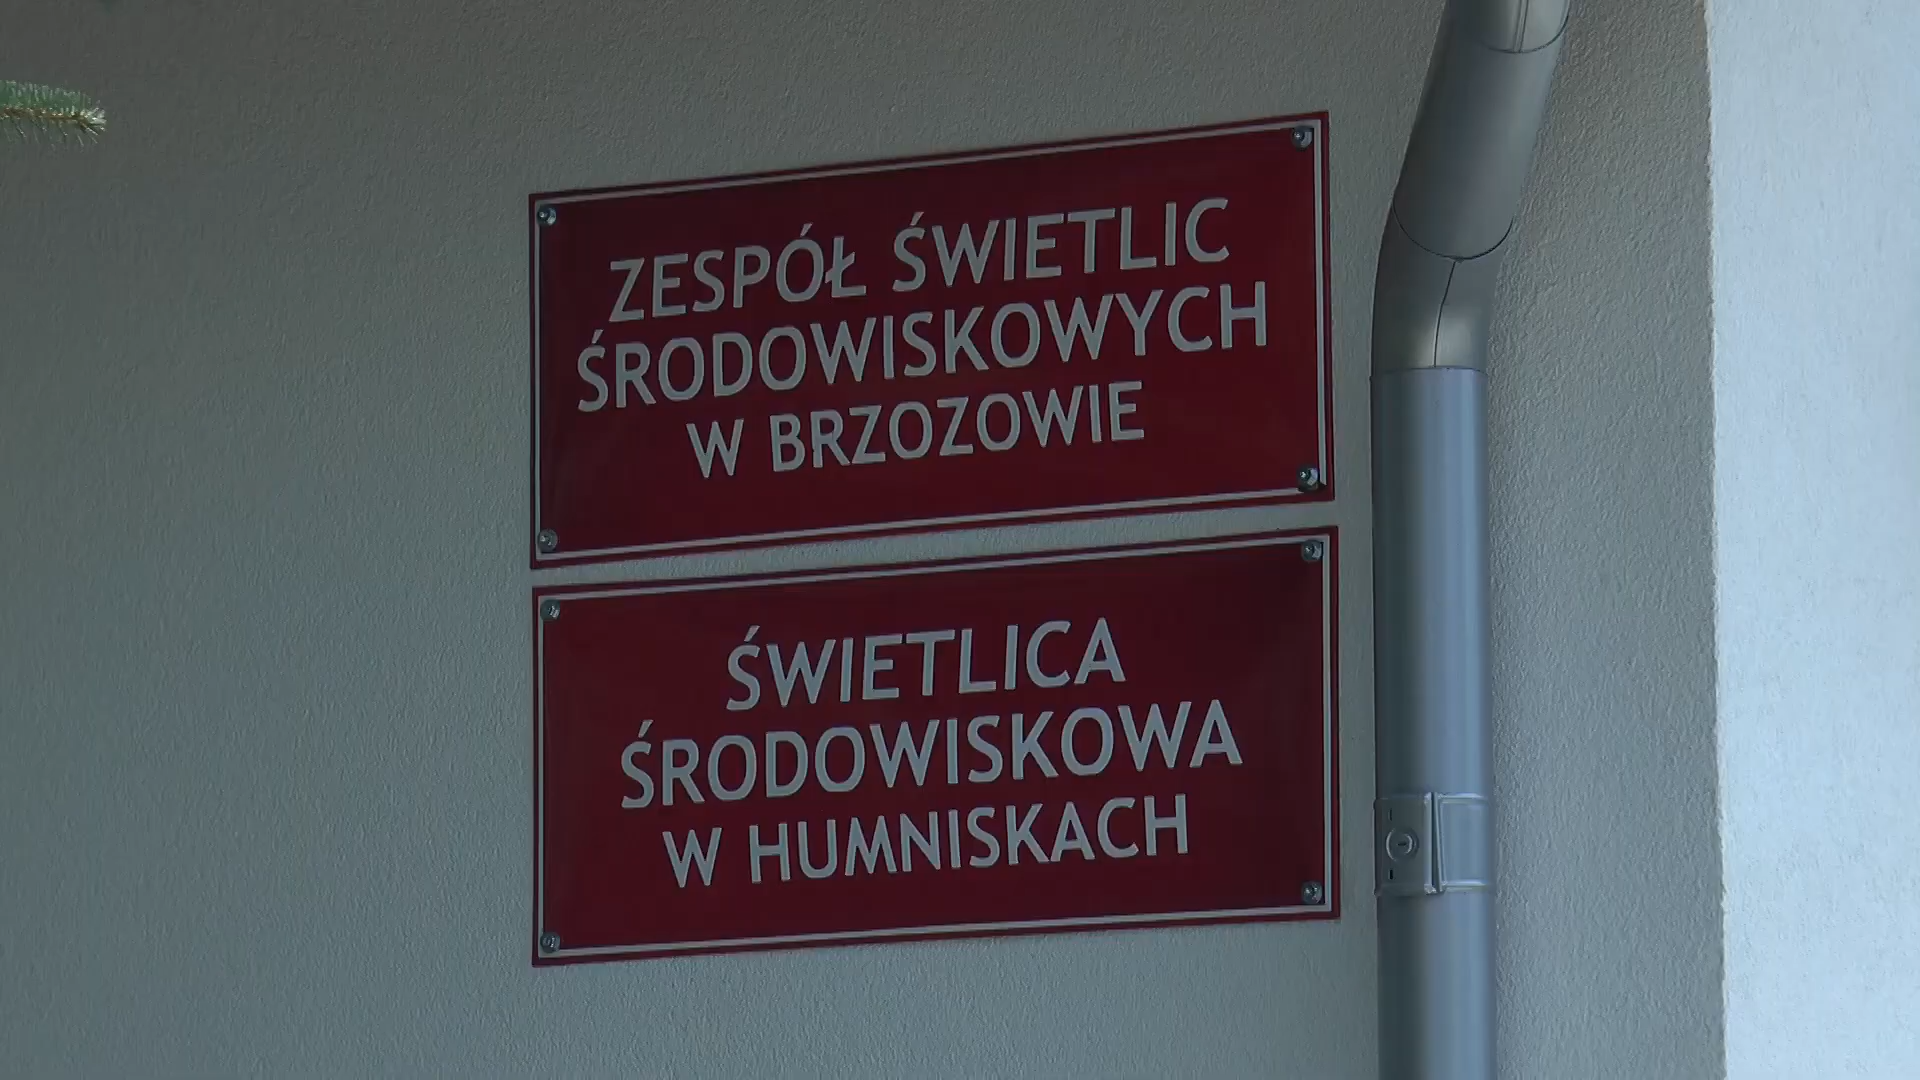 ZESPÓŁ ŚWIETLIC
ŚRODOWISKOWYCH
W BRZOZOWIE
ŚWIETLICA
ŚRODOWISKOWA
W HUMNISKACH